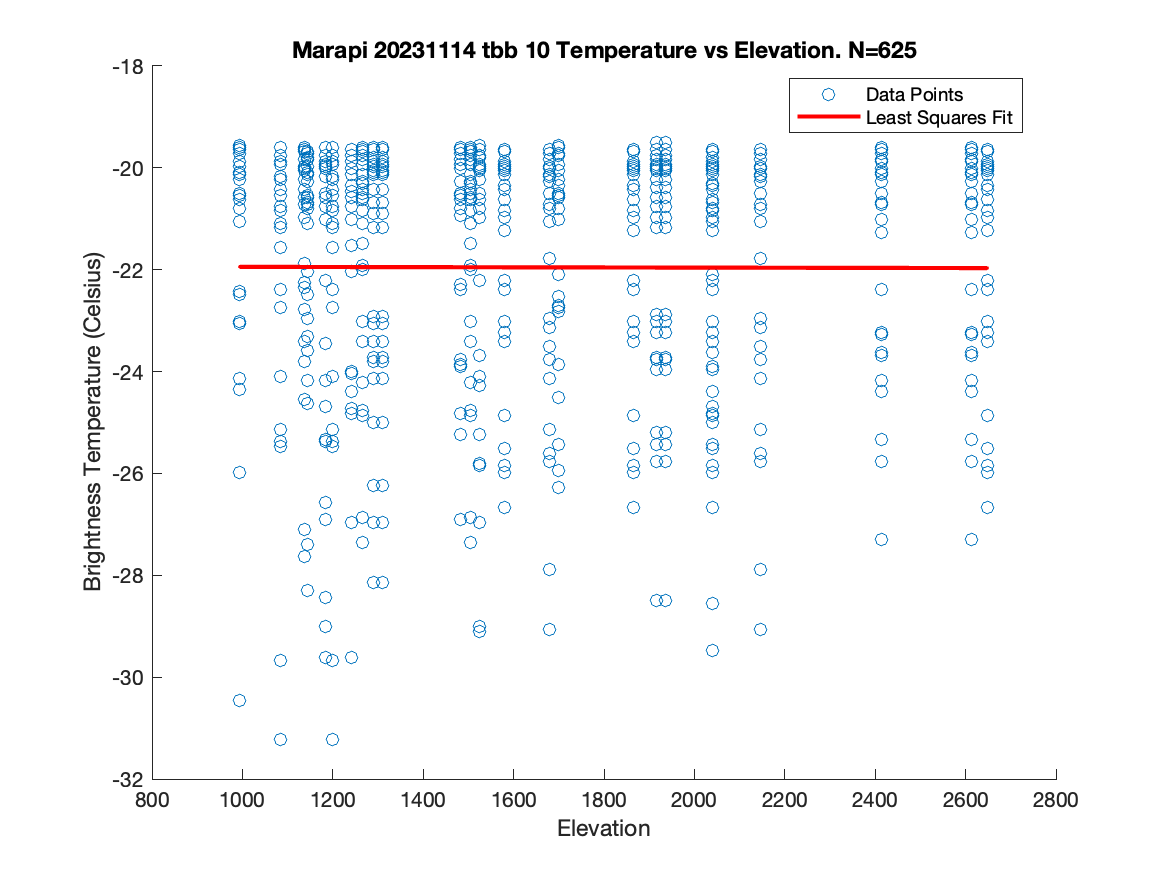 Marapi 20231114 tbb 10 Temperature vs Elevation. N=625
Data Points
Least Squares Fit
-18
-20
-22
-24
-26
-28
-30
-32
Brightness Temperature (Celsius)
800 1000 1200 1400 1600 1800 2000 2200 2400 2600 2800
Elevation